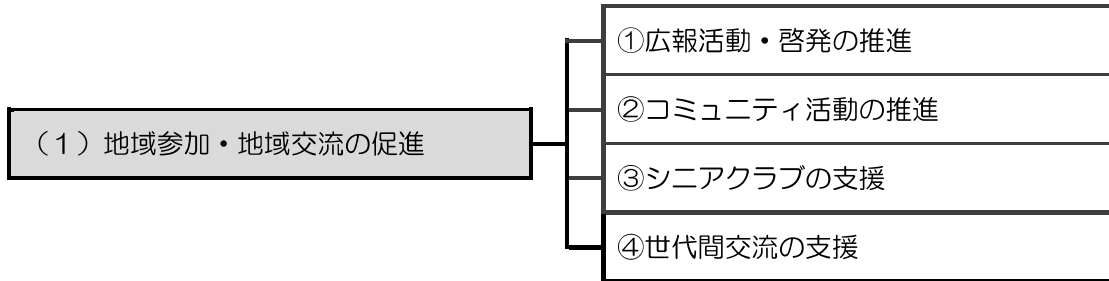 （１）地域参加・地域交流の促進
①広報活動・啓発の推進
②コミュニティ活動の推進
③シニアクラブの支援
④世代間交流の支援